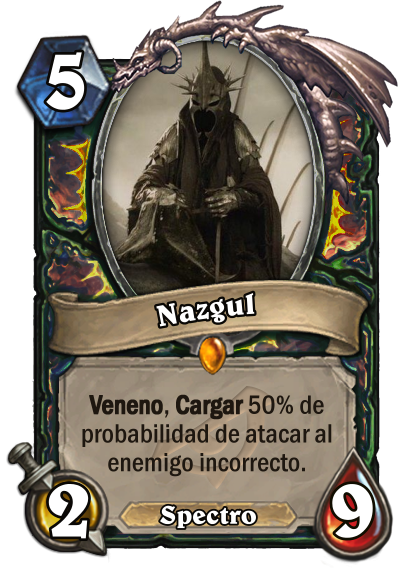 5
Nazgul
Veneno, Cargar 50% de
probabilidad de atacar al
enemigo incorrecto.
2
Spectro
9